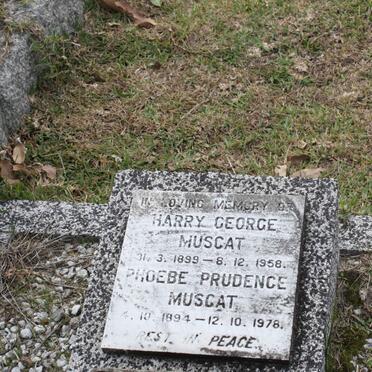 IN LOVING MEMORY OF
HARRY GEORGE
MUSCAT
31. 3. 1899 - 8. 12. 1958.
PHOEBE PRUDENCE
MUSCAT
4. 10. 1894 - 12. 10. 1978.
REST IN PEACE.